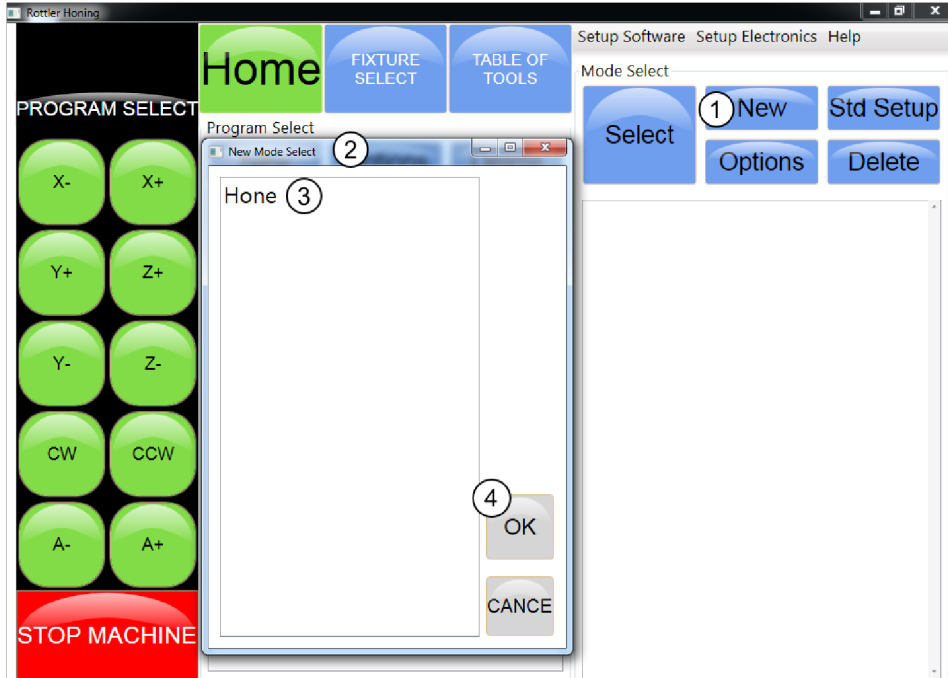 Rottler Honing
Setup Software Setup Electronics Help
Home
FIXTURE
SELECT
TABLE OF
TOOLS
Mode Select
PROGRAM SELECT
Select
1
New
Std Setup
Options
Delete
Program Select
New Mode Select
2
Hone
3
X-
X+
Y+
Z+
Y-
Z-
CW
CCW
A-
A+
4
OK
CANCE
STOP MACHINE